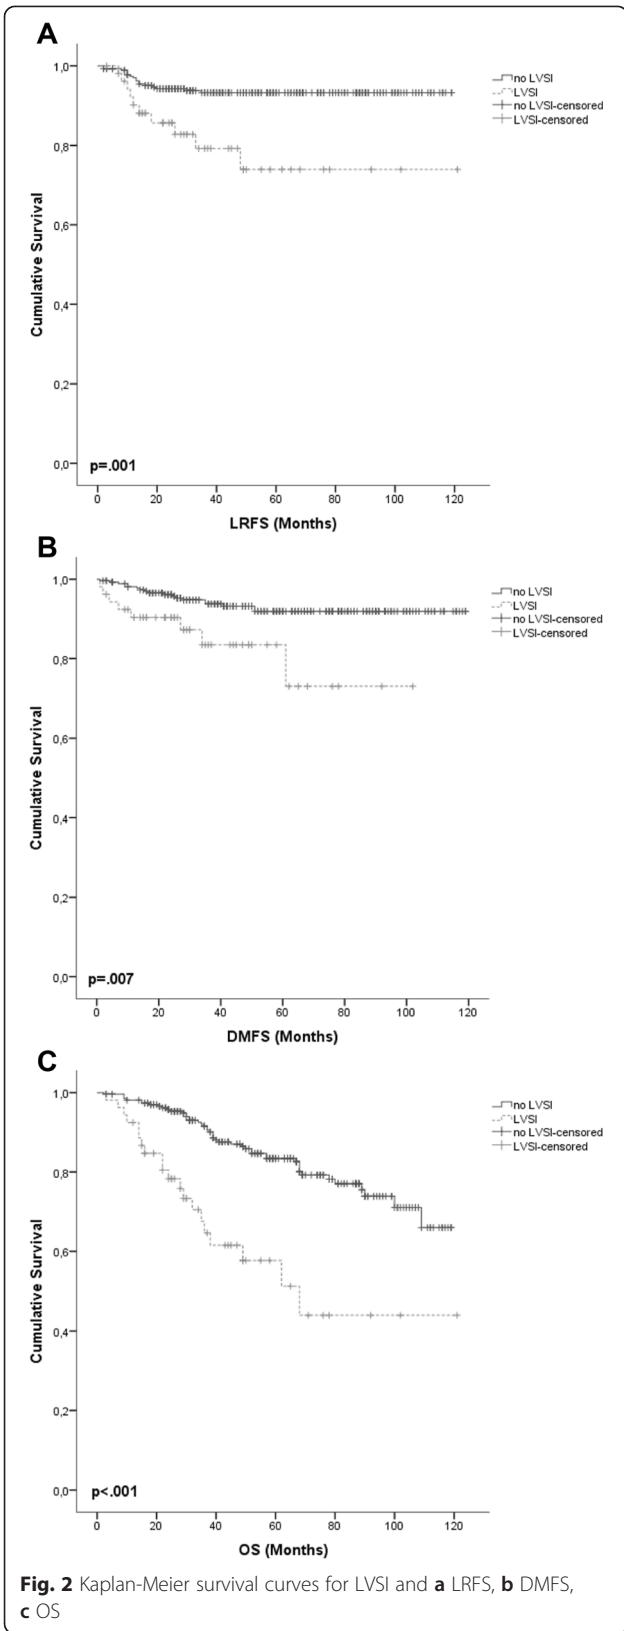 A
1,0
0,8
0,6
0,4
0,2
0,0
Cumulative Survival
no LVSI
LVSI
no LVSI-censored
LVSI-censored
p=.001
0 20 40 60 80 100 120
LRFS (Months)
B
1,0
0,8
0,6
0,4
0,2
0,0
Cumulative Survival
no LVSI
LVSI
no LVSI-censored
LVSI-censored
p=.007
0 20 40 60 80 100 120
DMFS (Months)
C
1,0
0,8
0,6
0,4
0,2
0,0
Cumulative Survival
no LVSI
LVSI
no LVSI-censored
LVSI-censored
p<.001
0 20 40 60 80 100 120
OS (Months)
Fig. 2 Kaplan-Meier survival curves for LVSI and a LRFS, b DMFS,
c OS